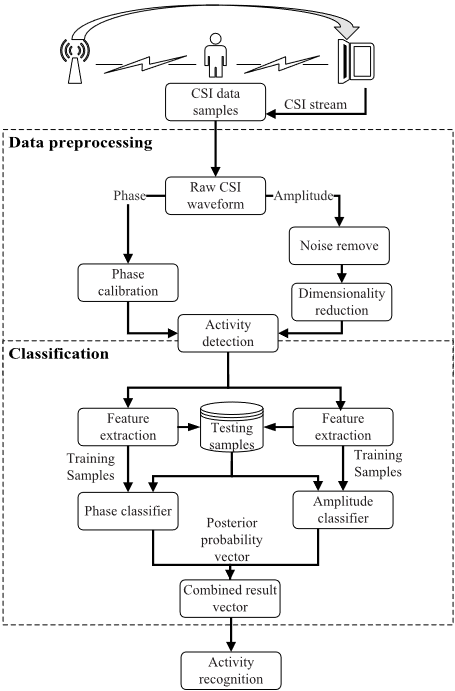 CSI data
samples
CSI stream
Data preprocessing
Raw CSI
waveform
Phase
Amplitude
Noise remove
Phase
calibration
Dimensionality
reduction
Activity
detection
Classification
Feature
extraction
Testing
samples
Feature
extraction
Training
Samples
Training
Samples
Phase classifier
Amplitude
classifier
Posterior
probability
vector
Combined result
vector
Activity
recognition